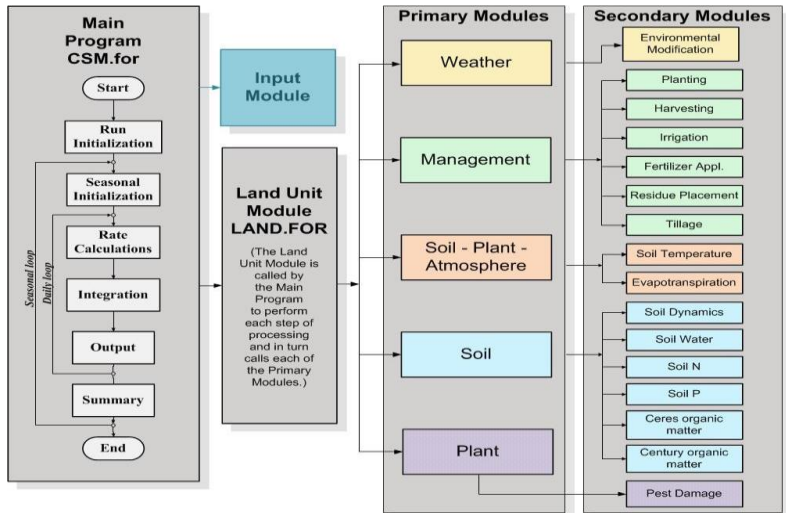 Main
Program
CSM.for
Start
Run
Initialization
Seasonal
Initialization
Rate
Calculations
Integration
Output
Summary
End
Seasonal loop
Daily loop
Input
Module
Land Unit
Module
LAND.FOR
(The Land
Unit Module is
called by
the Main
Program
to perform
each step of
processing
and in turn
calls each of
the Primary
Modules.)
Primary Modules
Weather
Management
Soil - Plant -
Atmosphere
Soil
Plant
Secondary Modules
Environmental
Modification
Planting
Harvesting
Irrigation
Fertilizer Appl.
Residue Placement
Tillage
Soil Temperature
Evapotranspiration
Soil Dynamics
Soil Water
Soil N
Soil P
Ceres organic
matter
Century organic
matter
Pest Damage